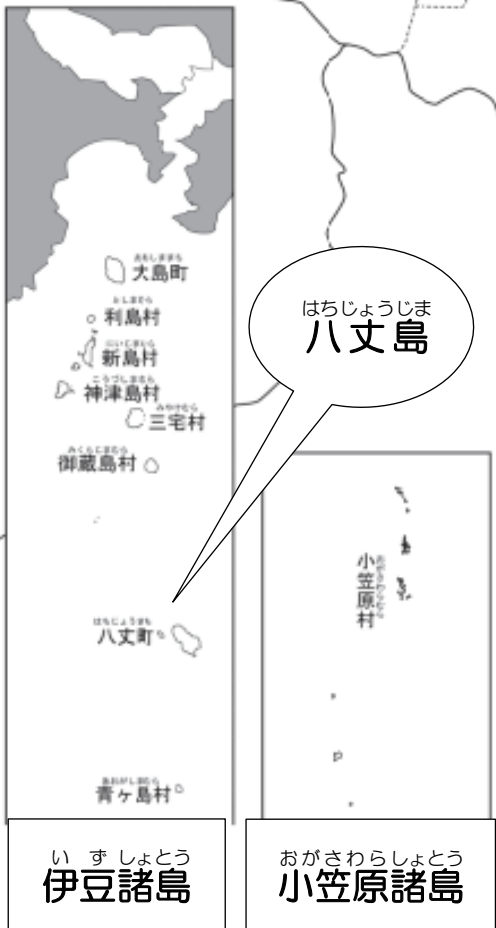 おおしままち
大島町
としまむら
利島村
にいじまむら
新島村
こうづしまむら
神津島村
みやけむら
三宅村
みくらじまむら
御蔵島村
はちじょうじま
八丈島
おがさわらむら
小笠原村
はちじょうまち
八丈町
あおがしまむら
青ヶ島村
いずしょとう
伊豆諸島
おがさわらしょとう
小笠原諸島